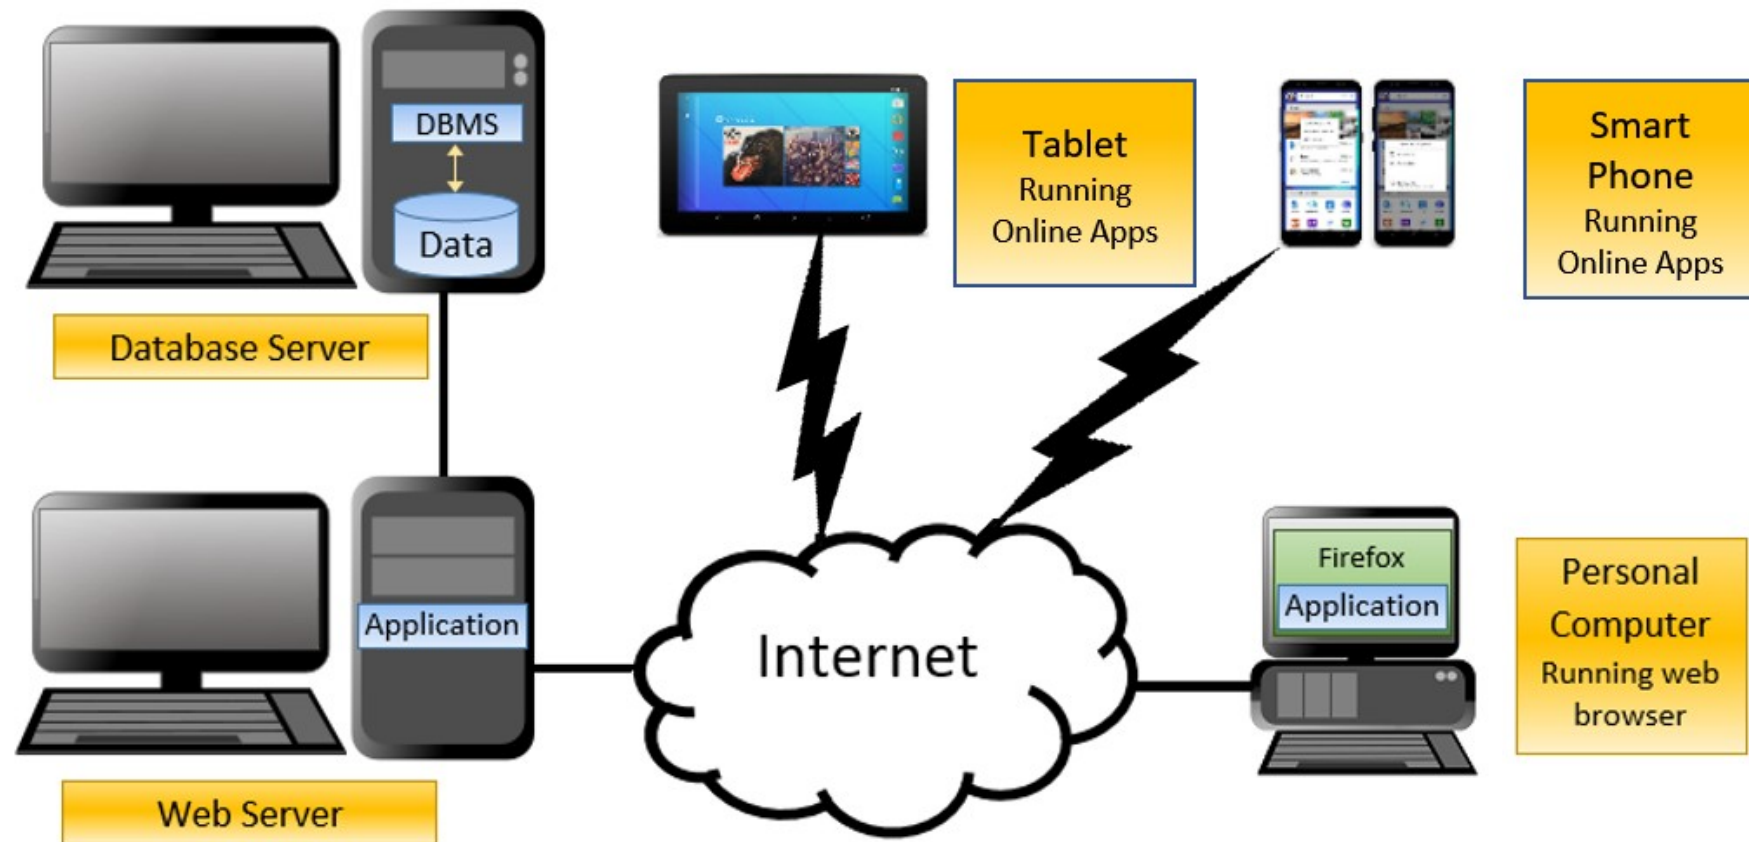 DBMS
Data
Database Server
Tablet
Running
Online Apps
Smart
Phone
Running
Online Apps
Application
Web Server
Internet
Firefox
Application
Personal
Computer
Running web
browser